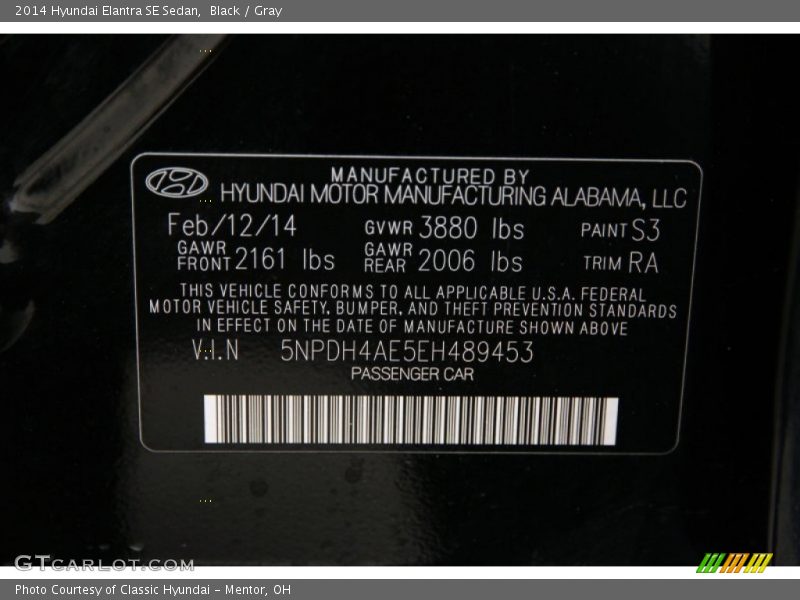 2014 Hyundai Elantra SE Sedan, Black / Gray
MANUFACTURED BY
HYUNDAI MOTOR MANUFACTURING ALABAMA, LLC
Feb/12/14 GVWR 3880 lbs PAINT S3
GAWR FRONT 2161 lbs GAWR REAR 2006 lbs TRIM RA
THIS VEHICLE CONFORMS TO ALL APPLICABLE U.S.A. FEDERAL
MOTOR VEHICLE SAFETY, BUMPER, AND THEFT PREVENTION STANDARDS
IN EFFECT ON THE DATE OF MANUFACTURE SHOWN ABOVE
V.I.N 5NPDH4AE5EH489453
PASSENGER CAR
GTCARLOT.COM
Photo Courtesy of Classic Hyundai - Mentor, OH